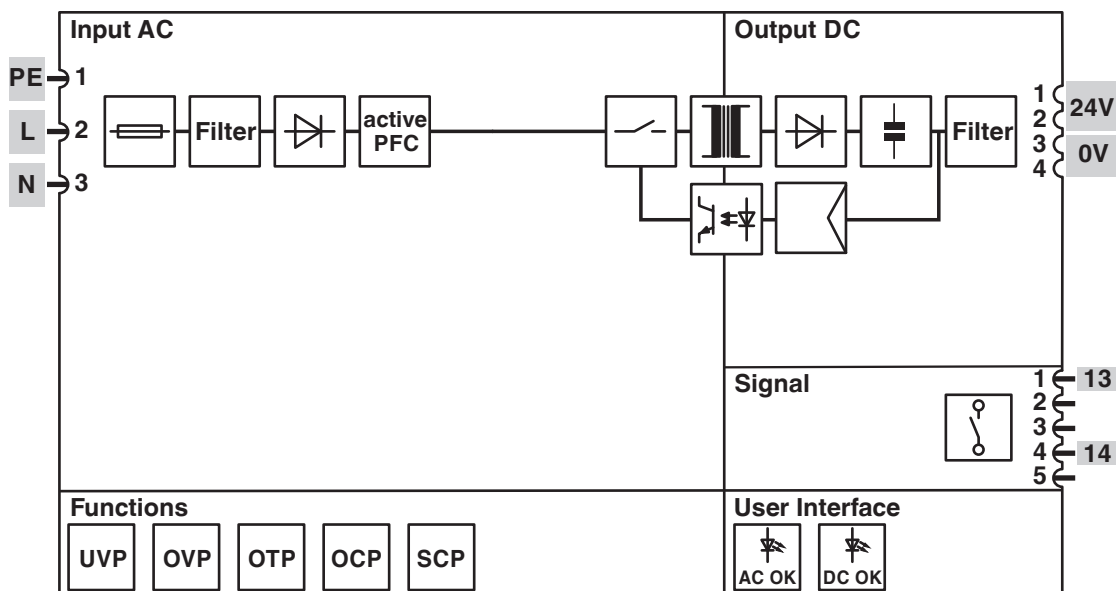 Input AC
Output DC
PE 1
L 2
N 3
Filter
active
PFC
Filter
1
2
3
4
24V
0V
Signal
1 13
2
3
4 14
5
Functions
UVP
OVP
OTP
OCP
SCP
User Interface
AC OK
DC OK